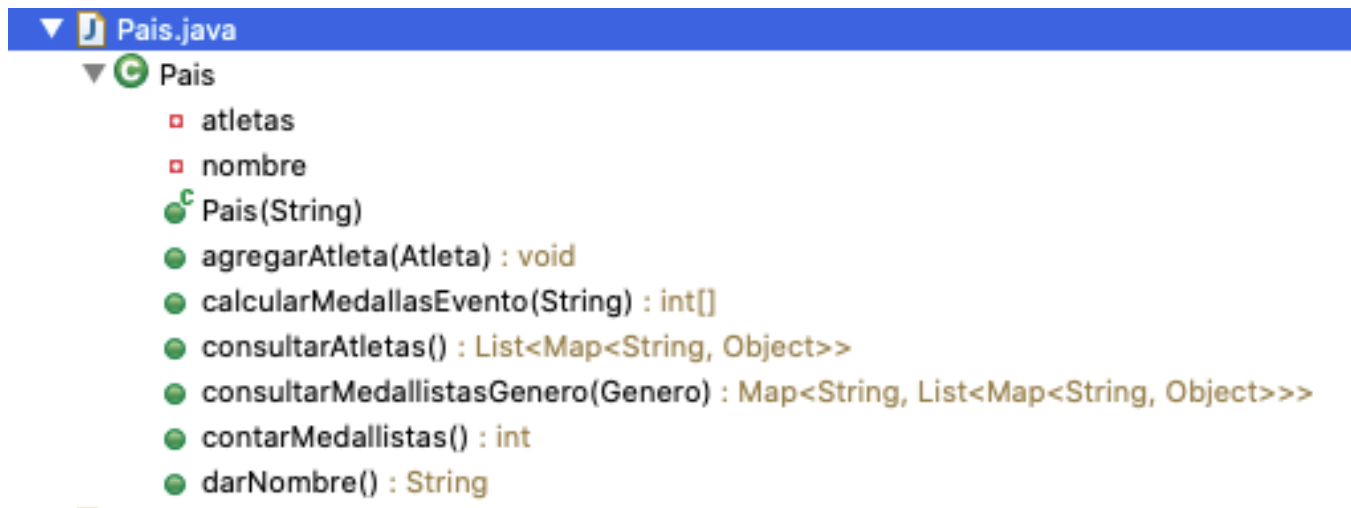 Pais.java
Pais
atletas
nombre
Pais(String)
agregarAtleta(Atleta) : void
calcularMedallasEvento(String) : int[]
consultarAtletas() : List<Map<String, Object>>
consultarMedallistasGenero(Genero) : Map<String, List<Map<String, Object>>>
contarMedallistas() : int
darNombre() : String